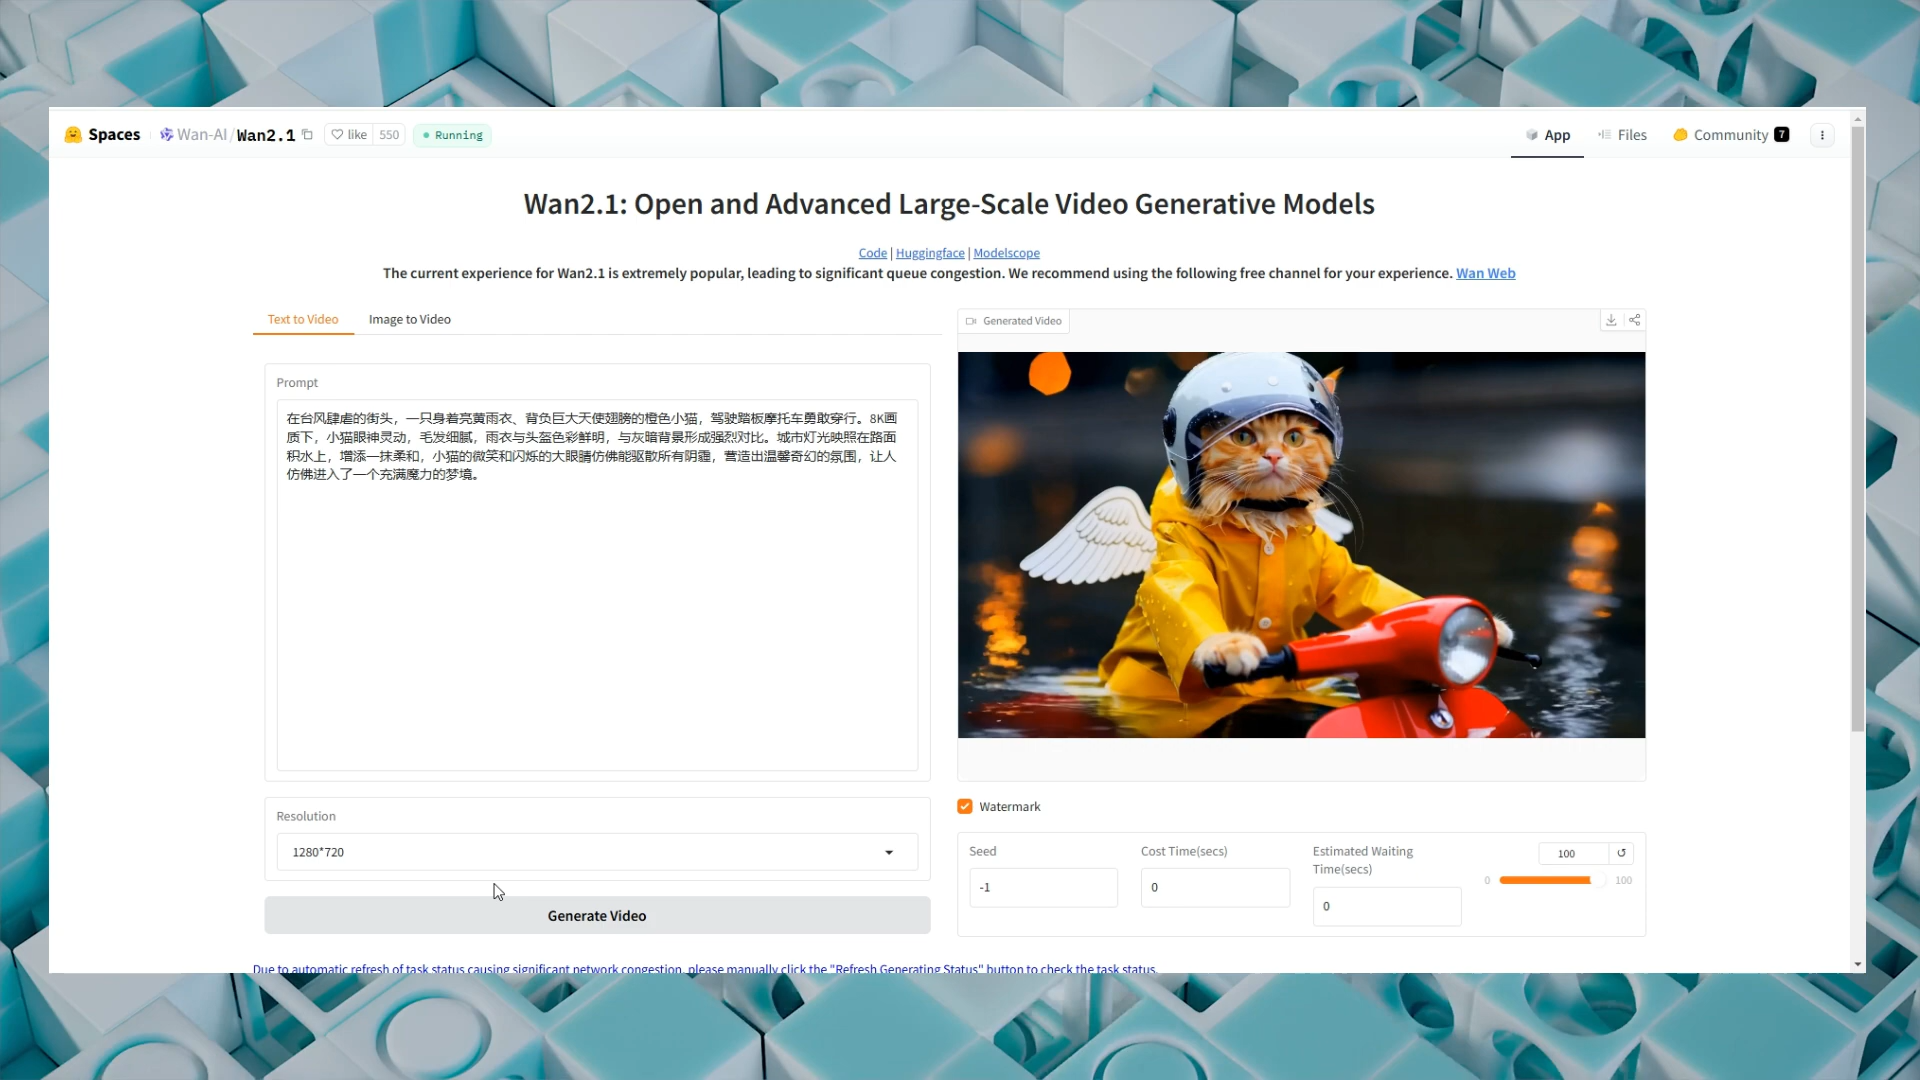 Spaces Wan-AI/Wan2.1 like 550 Running App Files Community 7
Wan2.1: Open and Advanced Large-Scale Video Generative Models
Code | Huggingface | Modelscope
The current experience for Wan2.1 is extremely popular, leading to significant queue congestion. We recommend using the following free channel for your experience. Wan Web
Text to Video Image to Video
Generated Video
Prompt
在台风肆虐的街头，一只身着亮黄雨衣、背负巨大天使翅膀的橙色小猫，驾驶踏板摩托车勇敢穿行。8K画
质下，小猫眼神灵动，毛发细腻，雨衣与头盔色彩鲜明，与灰暗背景形成强烈对比。城市灯光映照在路面
积水上，增添一抹柔和，小猫的微笑和闪烁的大眼睛仿佛能驱散所有阴霾，营造出温馨奇幻的氛围，让人
仿佛进入了一个充满魔力的梦境。
Watermark
Resolution
1280*720
Generate Video
Seed
-1
Cost Time(secs)
0
Estimated Waiting
Time(secs)
0
100
0 100
Due to automatic refresh of task status causing significant network congestion, please manually click the "Refresh Generating Status" button to check the task status.